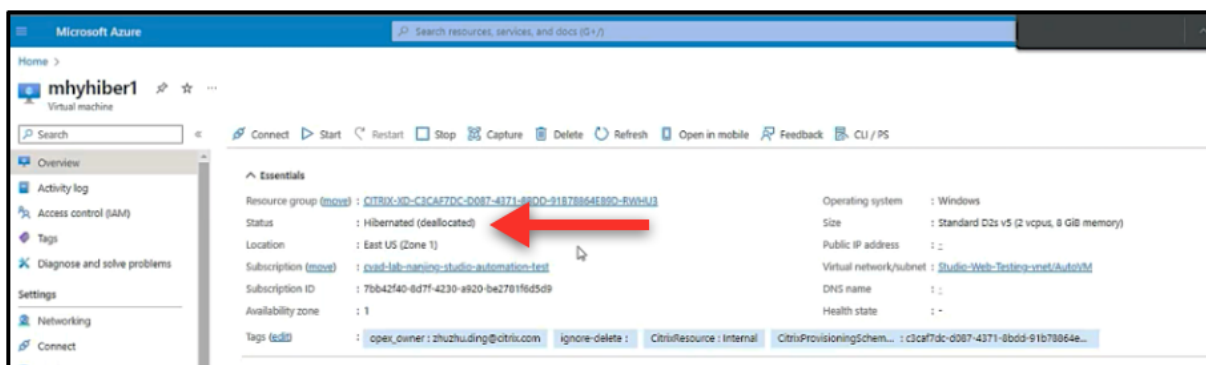 Microsoft Azure
Search resources, services, and docs (G+/)
Home >
mhyhiber1
Virtual machine
Search
Connect Start Restart Stop Capture Delete Refresh Open in mobile Feedback CLI / PS
Overview
Activity log
Access control (IAM)
Tags
Diagnose and solve problems
Settings
Networking
Connect
Essentials
Resource group (move) : CITRIX-XD-C3CAF7DC-D087-4371-8BDD-91B78864E89D-RWHU3
Status : Hibernated (deallocated)
Location : East US (Zone 1)
Subscription (move) : cvad-lab-nanjing-studio-automation-test
Subscription ID : 7bb42f40-8d7f-4230-a920-be2781f6d5d9
Availability zone : 1
Operating system : Windows
Size : Standard D2s v5 (2 vcpus, 8 GiB memory)
Public IP address : -
Virtual network/subnet : Studio-Web-Testing-vnet/AutoVM
DNS name : -
Health state : -
Tags (edit) : opex_owner : zhuzhu.ding@citrix.com ignore-delete : CitrixResource : Internal CitrixProvisioningSchem... : c3caf7dc-d087-4371-8bdd-91b78864e...